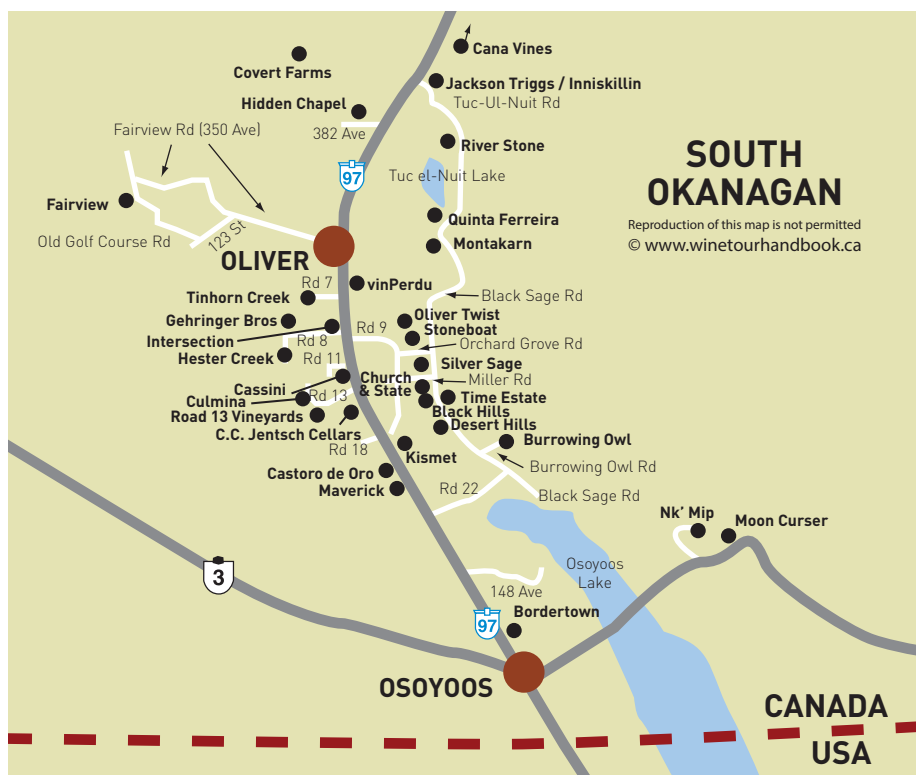 Cana Vines
Covert Farms
Jackson Triggs / Inniskillin
Tuc-Ul-Nuit Rd
Hidden Chapel
382 Ave
Fairview Rd (350 Ave)
River Stone
SOUTH
OKANAGAN
Reproduction of this map is not permitted
© www.winetourhandbook.ca
97
Tuc el-Nuit Lake
Fairview
Quinta Ferreira
Old Golf Course Rd
123 St
Montakarn
OLIVER
Rd 7
vinPerdu
Tinhorn Creek
Black Sage Rd
Gehringer Bros
Oliver Twist
Stoneboat
Intersection
Rd 8
Rd 9
Orchard Grove Rd
Hester Creek
Rd 11
Silver Sage
Cassini
Church
& State
Miller Rd
Culmina
Rd 13
Time Estate
Road 13 Vineyards
Black Hills
C.C. Jentsch Cellars
Desert Hills
Rd 18
Burrowing Owl
Kismet
Burrowing Owl Rd
Castoro de Oro
Maverick
Rd 22
Black Sage Rd
Nk' Mip
Moon Curser
3
Osoyoos
Lake
148 Ave
97
Bordertown
OSOYOOS
CANADA
USA